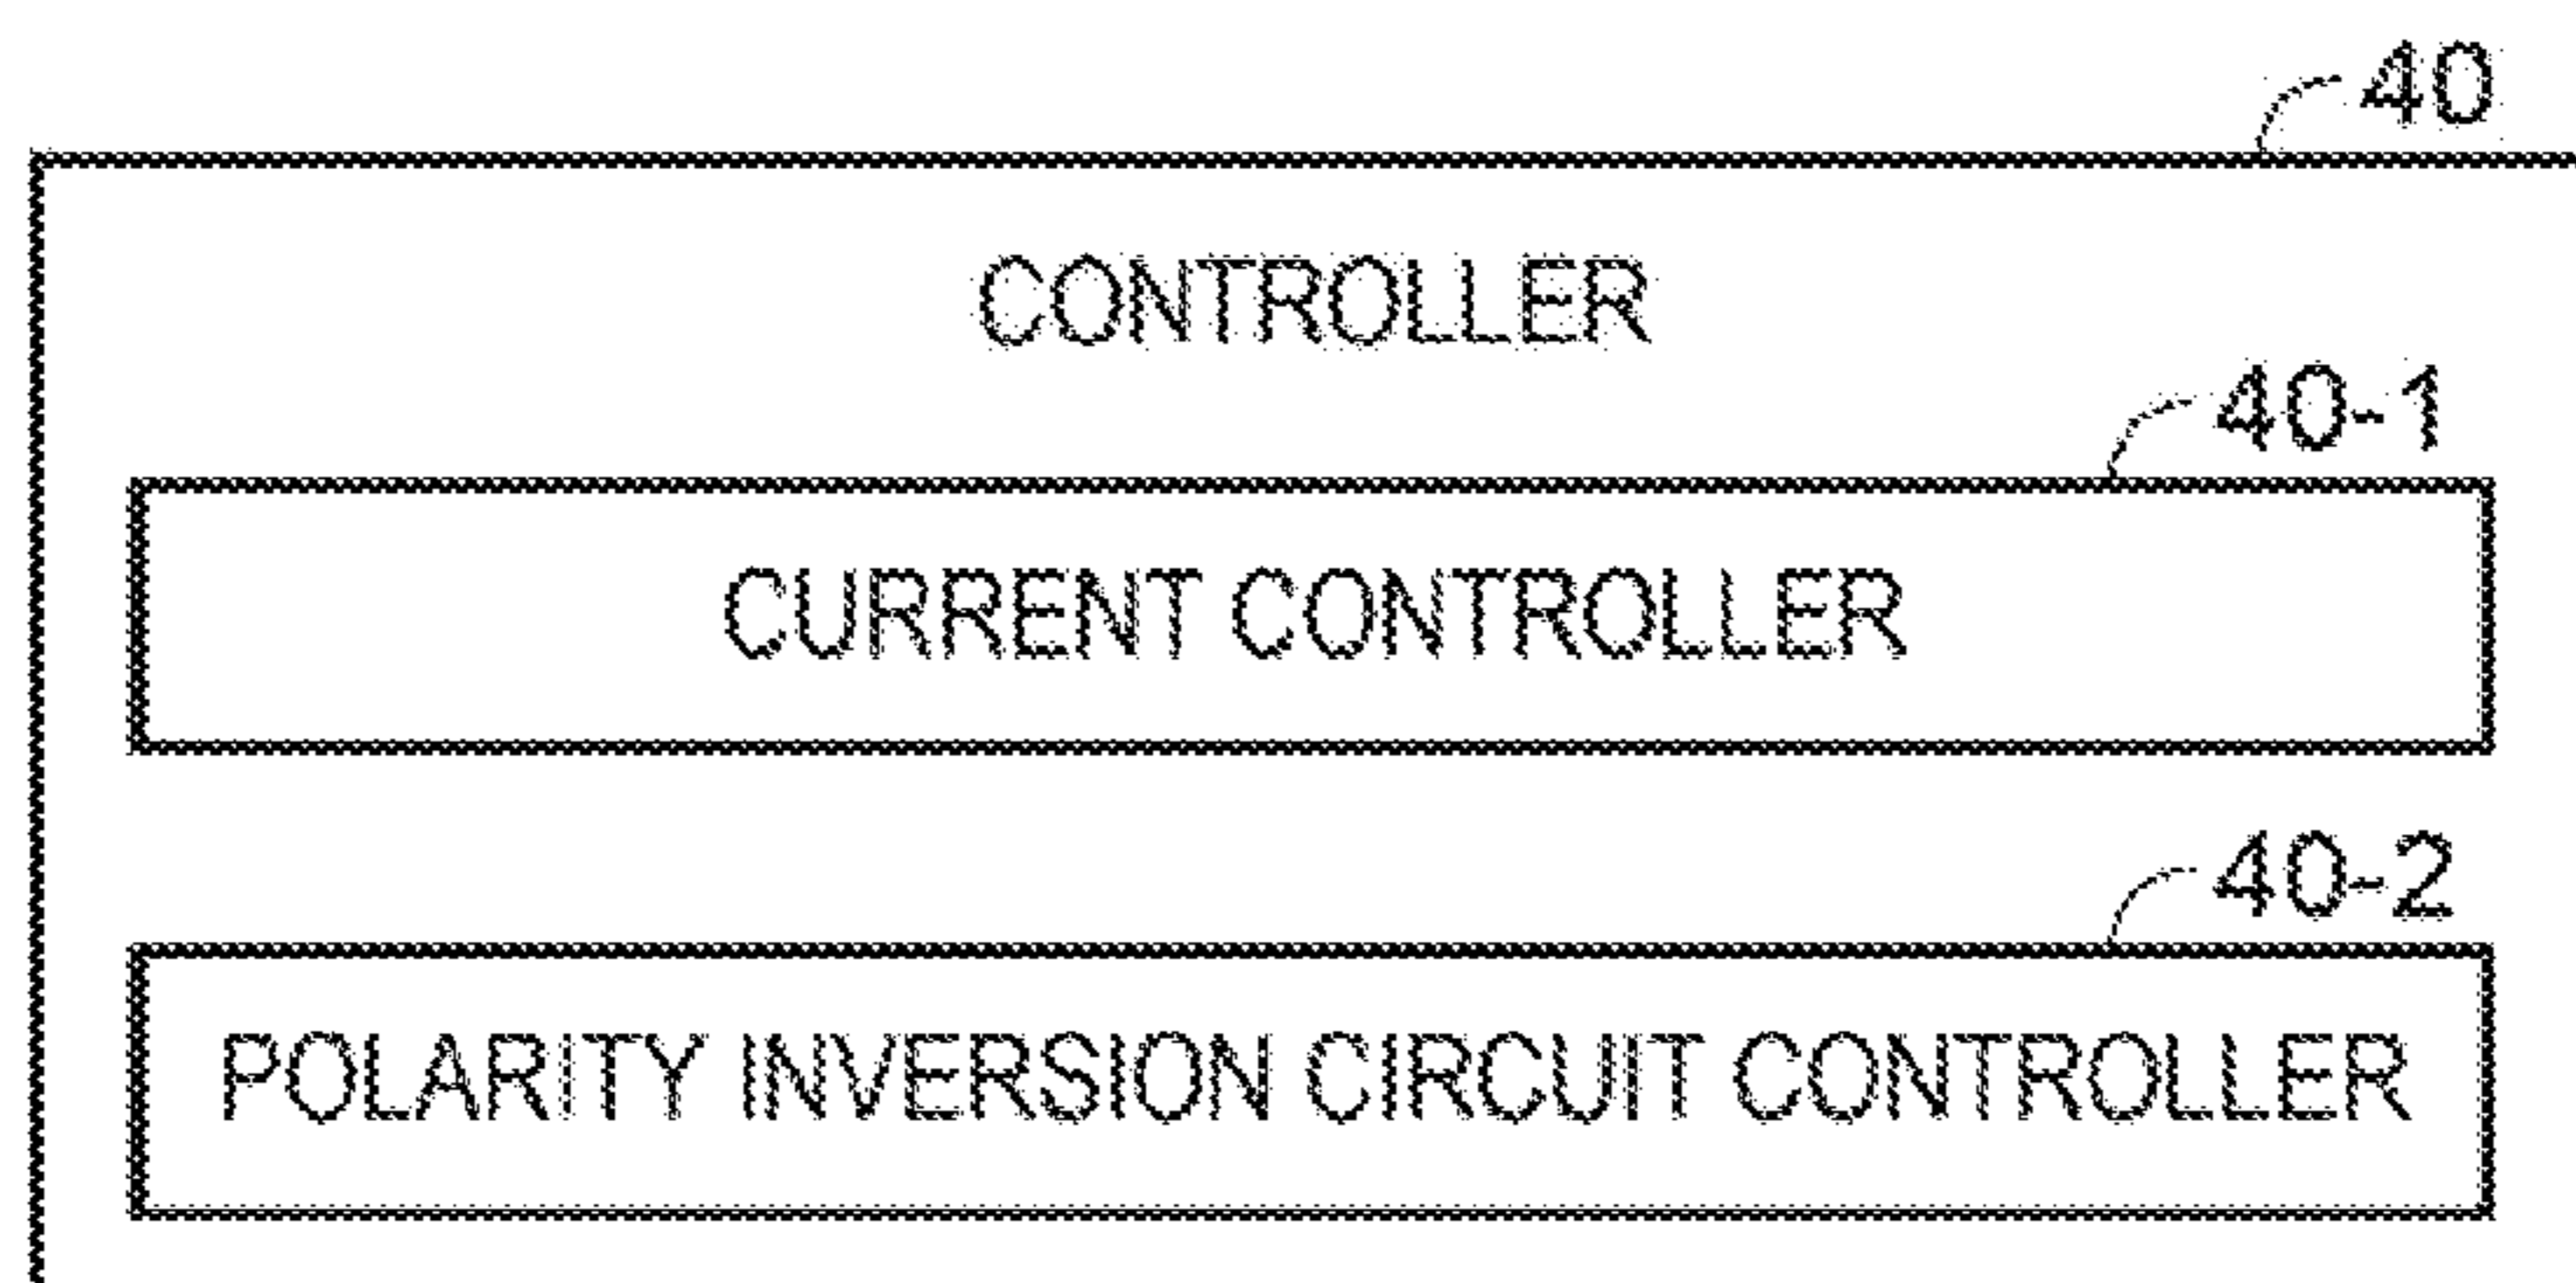 40
CONTROLLER
40-1
CURRENT CONTROLLER
40-2
POLARITY INVERSION CIRCUIT CONTROLLER